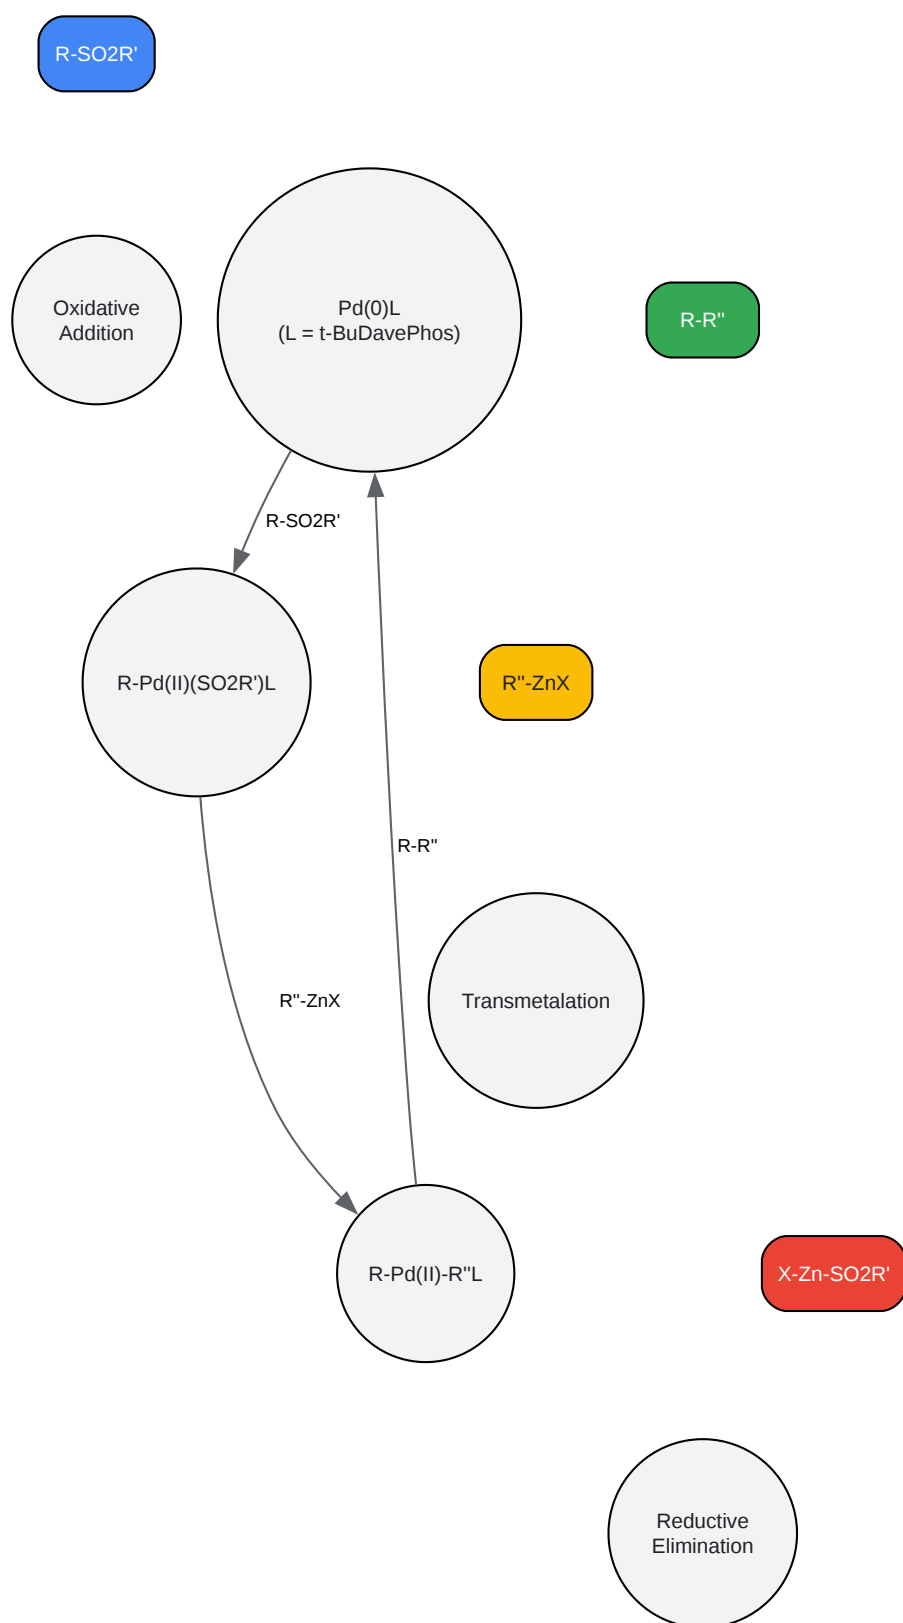 R-SO2R'
Oxidative
Addition
Pd(0)L
(L = t-BuDavePhos)
R-R"
R-SO2R'
R-Pd(II)(SO2R')L
R"-ZnX
R-R"
R"-ZnX
Transmetalation
R-Pd(II)-R"L
X-Zn-SO2R'
Reductive
Elimination